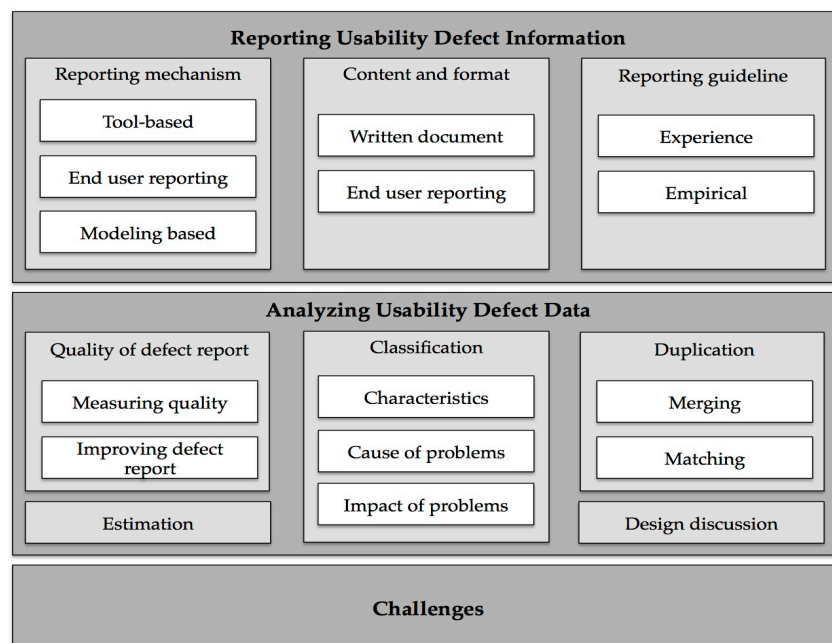 Reporting Usability Defect Information
Reporting mechanism
Tool-based
End user reporting
Modeling based
Content and format
Written document
End user reporting
Reporting guideline
Experience
Empirical
Analyzing Usability Defect Data
Quality of defect report
Measuring quality
Improving defect
report
Estimation
Classification
Characteristics
Cause of problems
Impact of problems
Duplication
Merging
Matching
Design discussion
Challenges